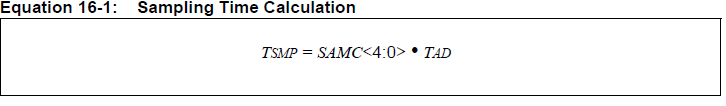 Equation 16-1: Sampling Time Calculation
TSMP = SAMC<4:0> • TAD